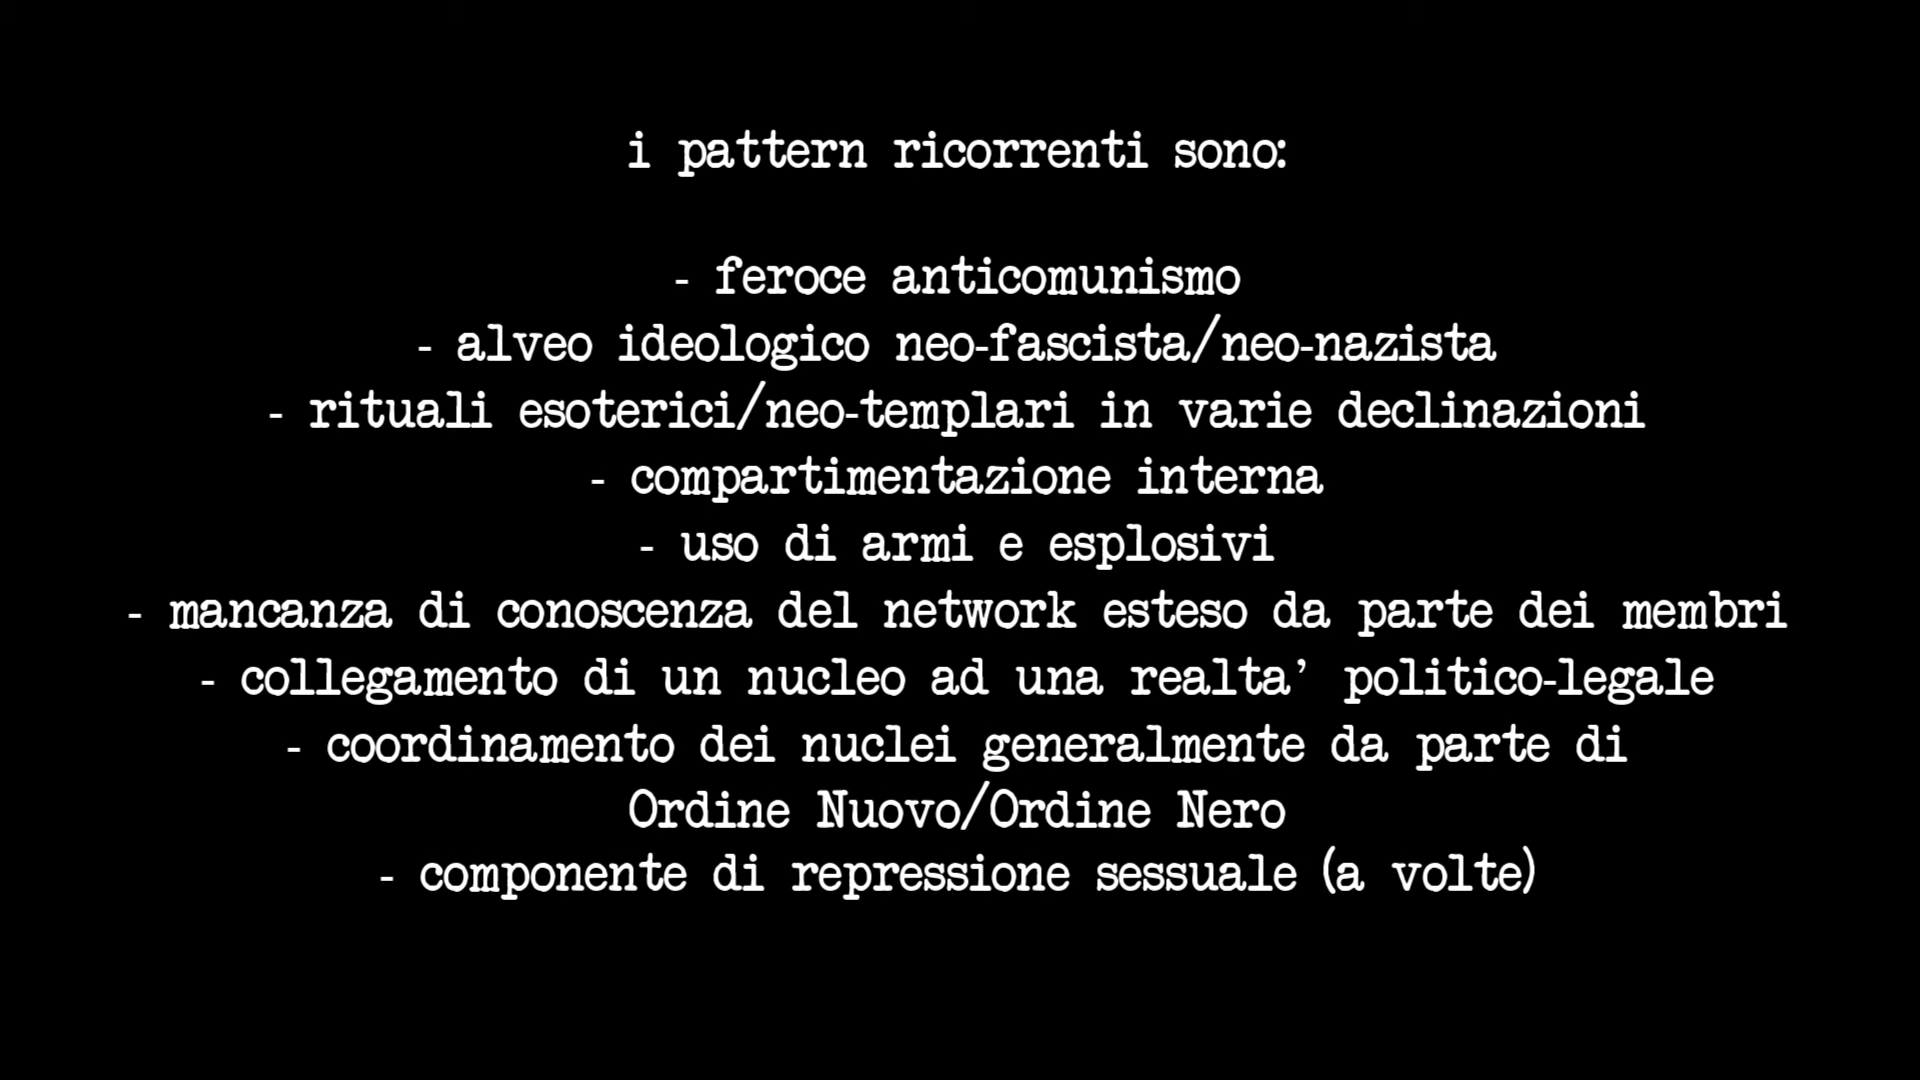 i pattern ricorrenti sono:
- feroce anticomunismo
- alveo ideologico neo-fascista/neo-nazista
- rituali esoterici/neo-templari in varie declinazioni
- compartimentazione interna
- uso di armi e esplosivi
- mancanza di conoscenza del network esteso da parte dei membri
- collegamento di un nucleo ad una realta’ politico-legale
- coordinamento dei nuclei generalmente da parte di
Ordine Nuovo/Ordine Nero
- componente di repressione sessuale (a volte)